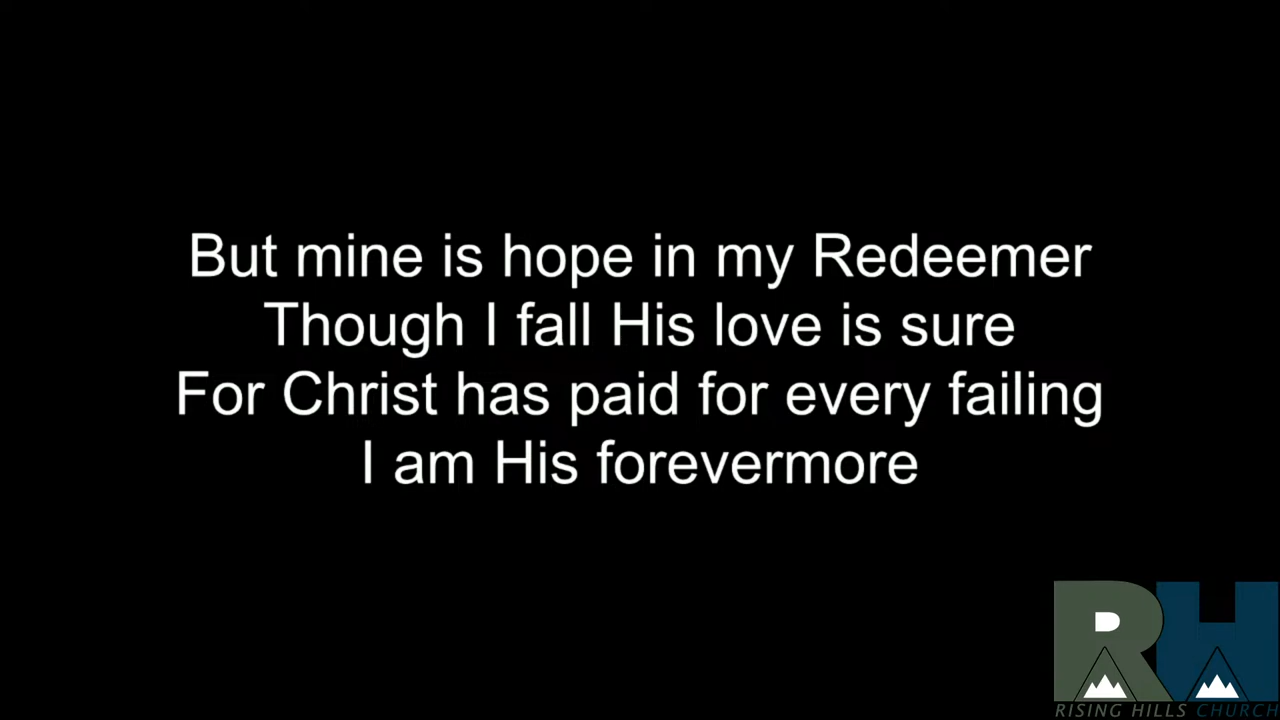 But mine is hope in my Redeemer
Though I fall His love is sure
For Christ has paid for every failing
I am His forevermore
RH
RISING HILLS CHURCH